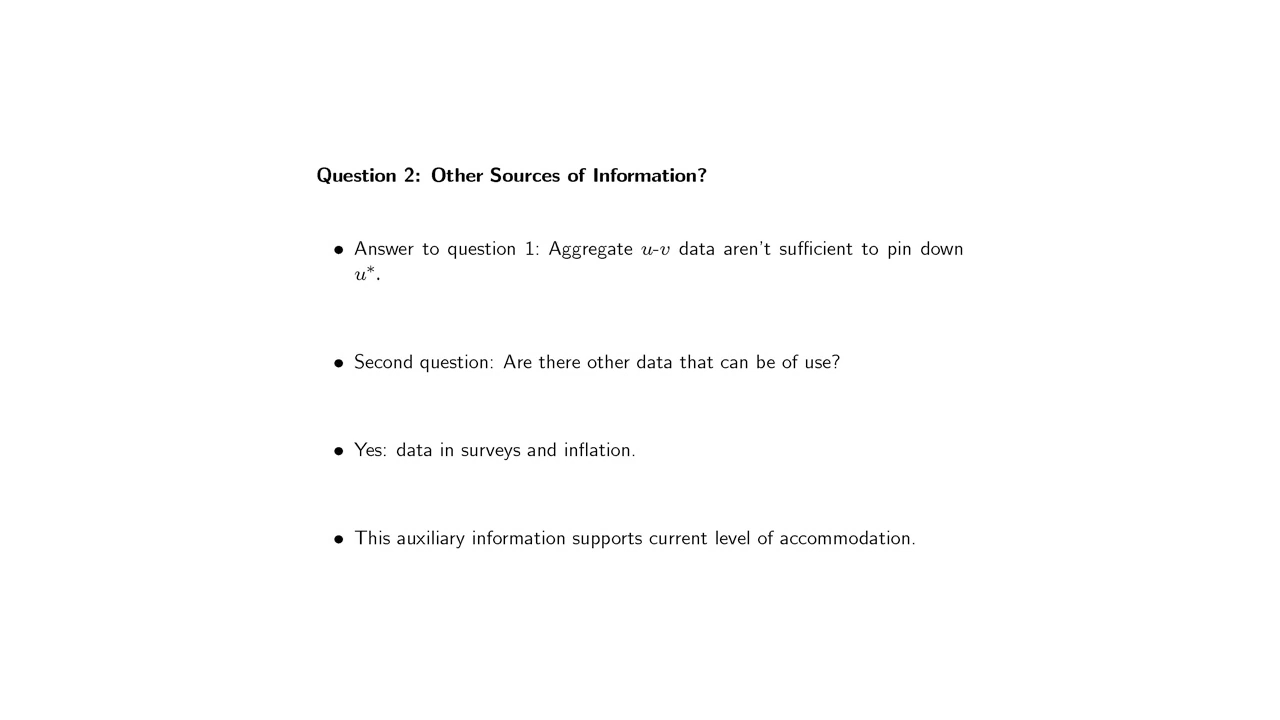 Question 2: Other Sources of Information?
• Answer to question 1: Aggregate u-v data aren't sufficient to pin down
u*.
• Second question: Are there other data that can be of use?
• Yes: data in surveys and inflation.
• This auxiliary information supports current level of accommodation.